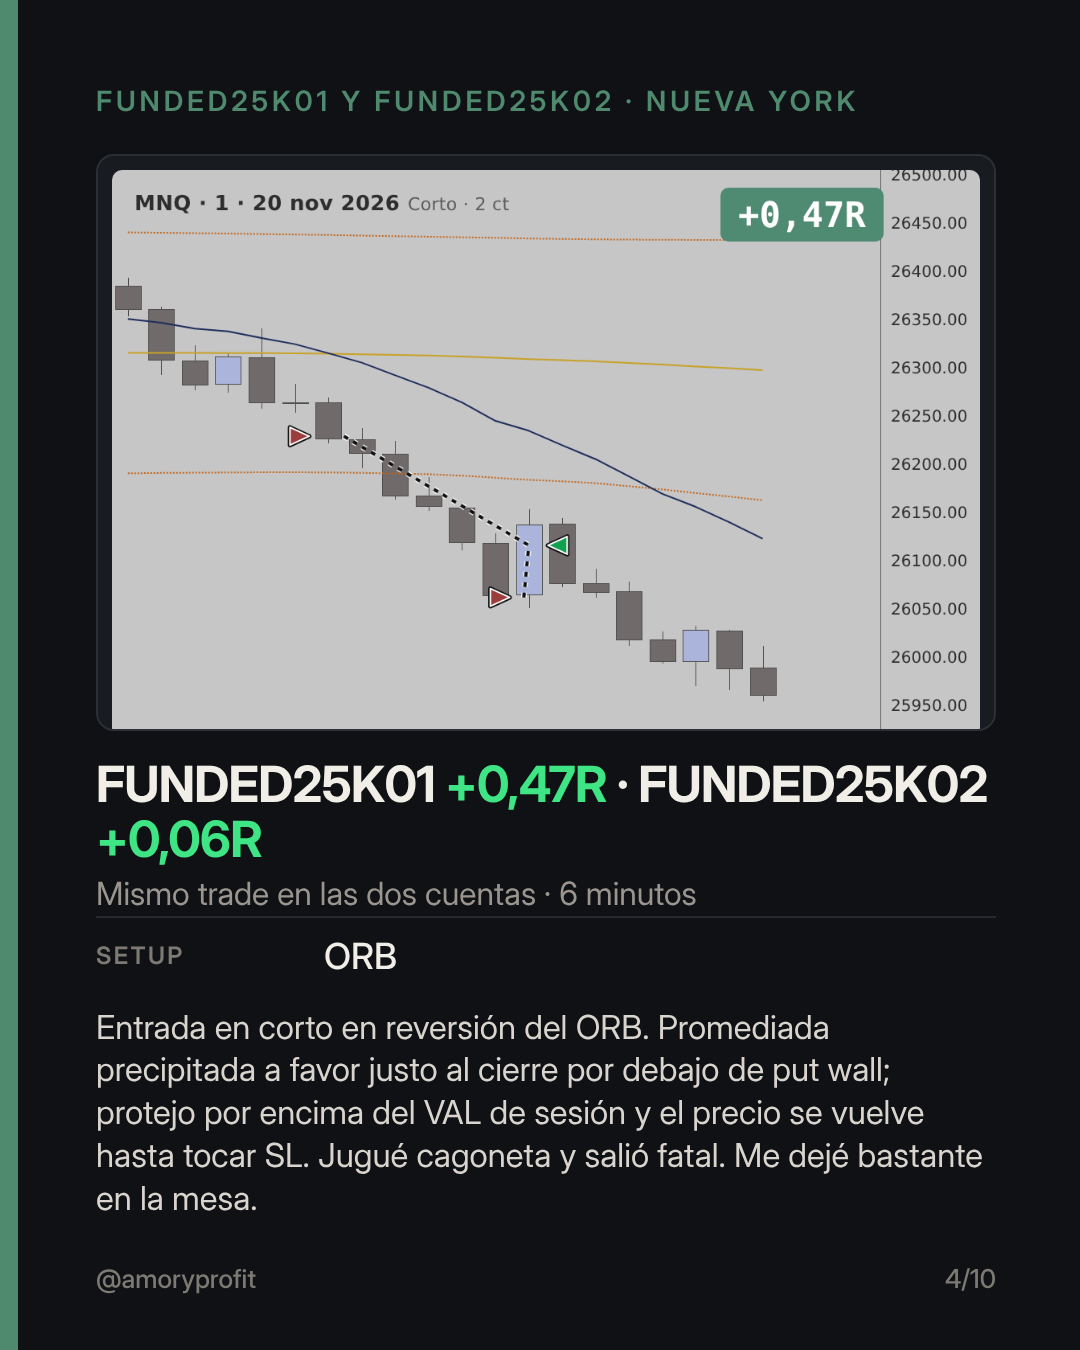 FUNDED25K01 Y FUNDED25K02 · NUEVA YORK
MNQ · 1 · 20 nov 2026 Corto · 2 ct
+0,47R
26500.00
26450.00
26400.00
26350.00
26300.00
26250.00
26200.00
26150.00
26100.00
26050.00
26000.00
25950.00
FUNDED25K01 +0,47R · FUNDED25K02
+0,06R
Mismo trade en las dos cuentas · 6 minutos
SETUP ORB
Entrada en corto en reversión del ORB. Promediada
precipitada a favor justo al cierre por debajo de put wall;
protejo por encima del VAL de sesión y el precio se vuelve
hasta tocar SL. Jugué cagoneta y salió fatal. Me dejé bastante
en la mesa.
@amoryprofit
4/10